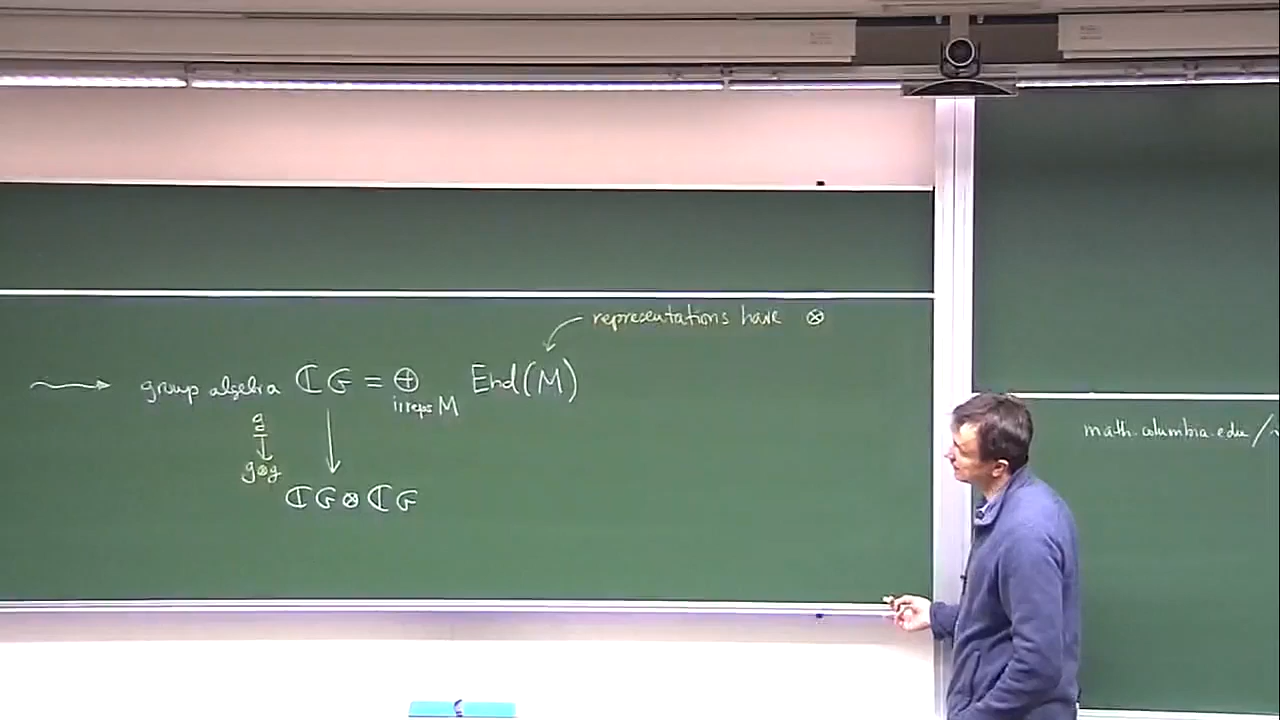 representations have ⊗
group algebra ℂG = ⊕ End(M)
irreps M
g
↓
g⊗g
ℂG⊗ℂG
math.columbia.edu/